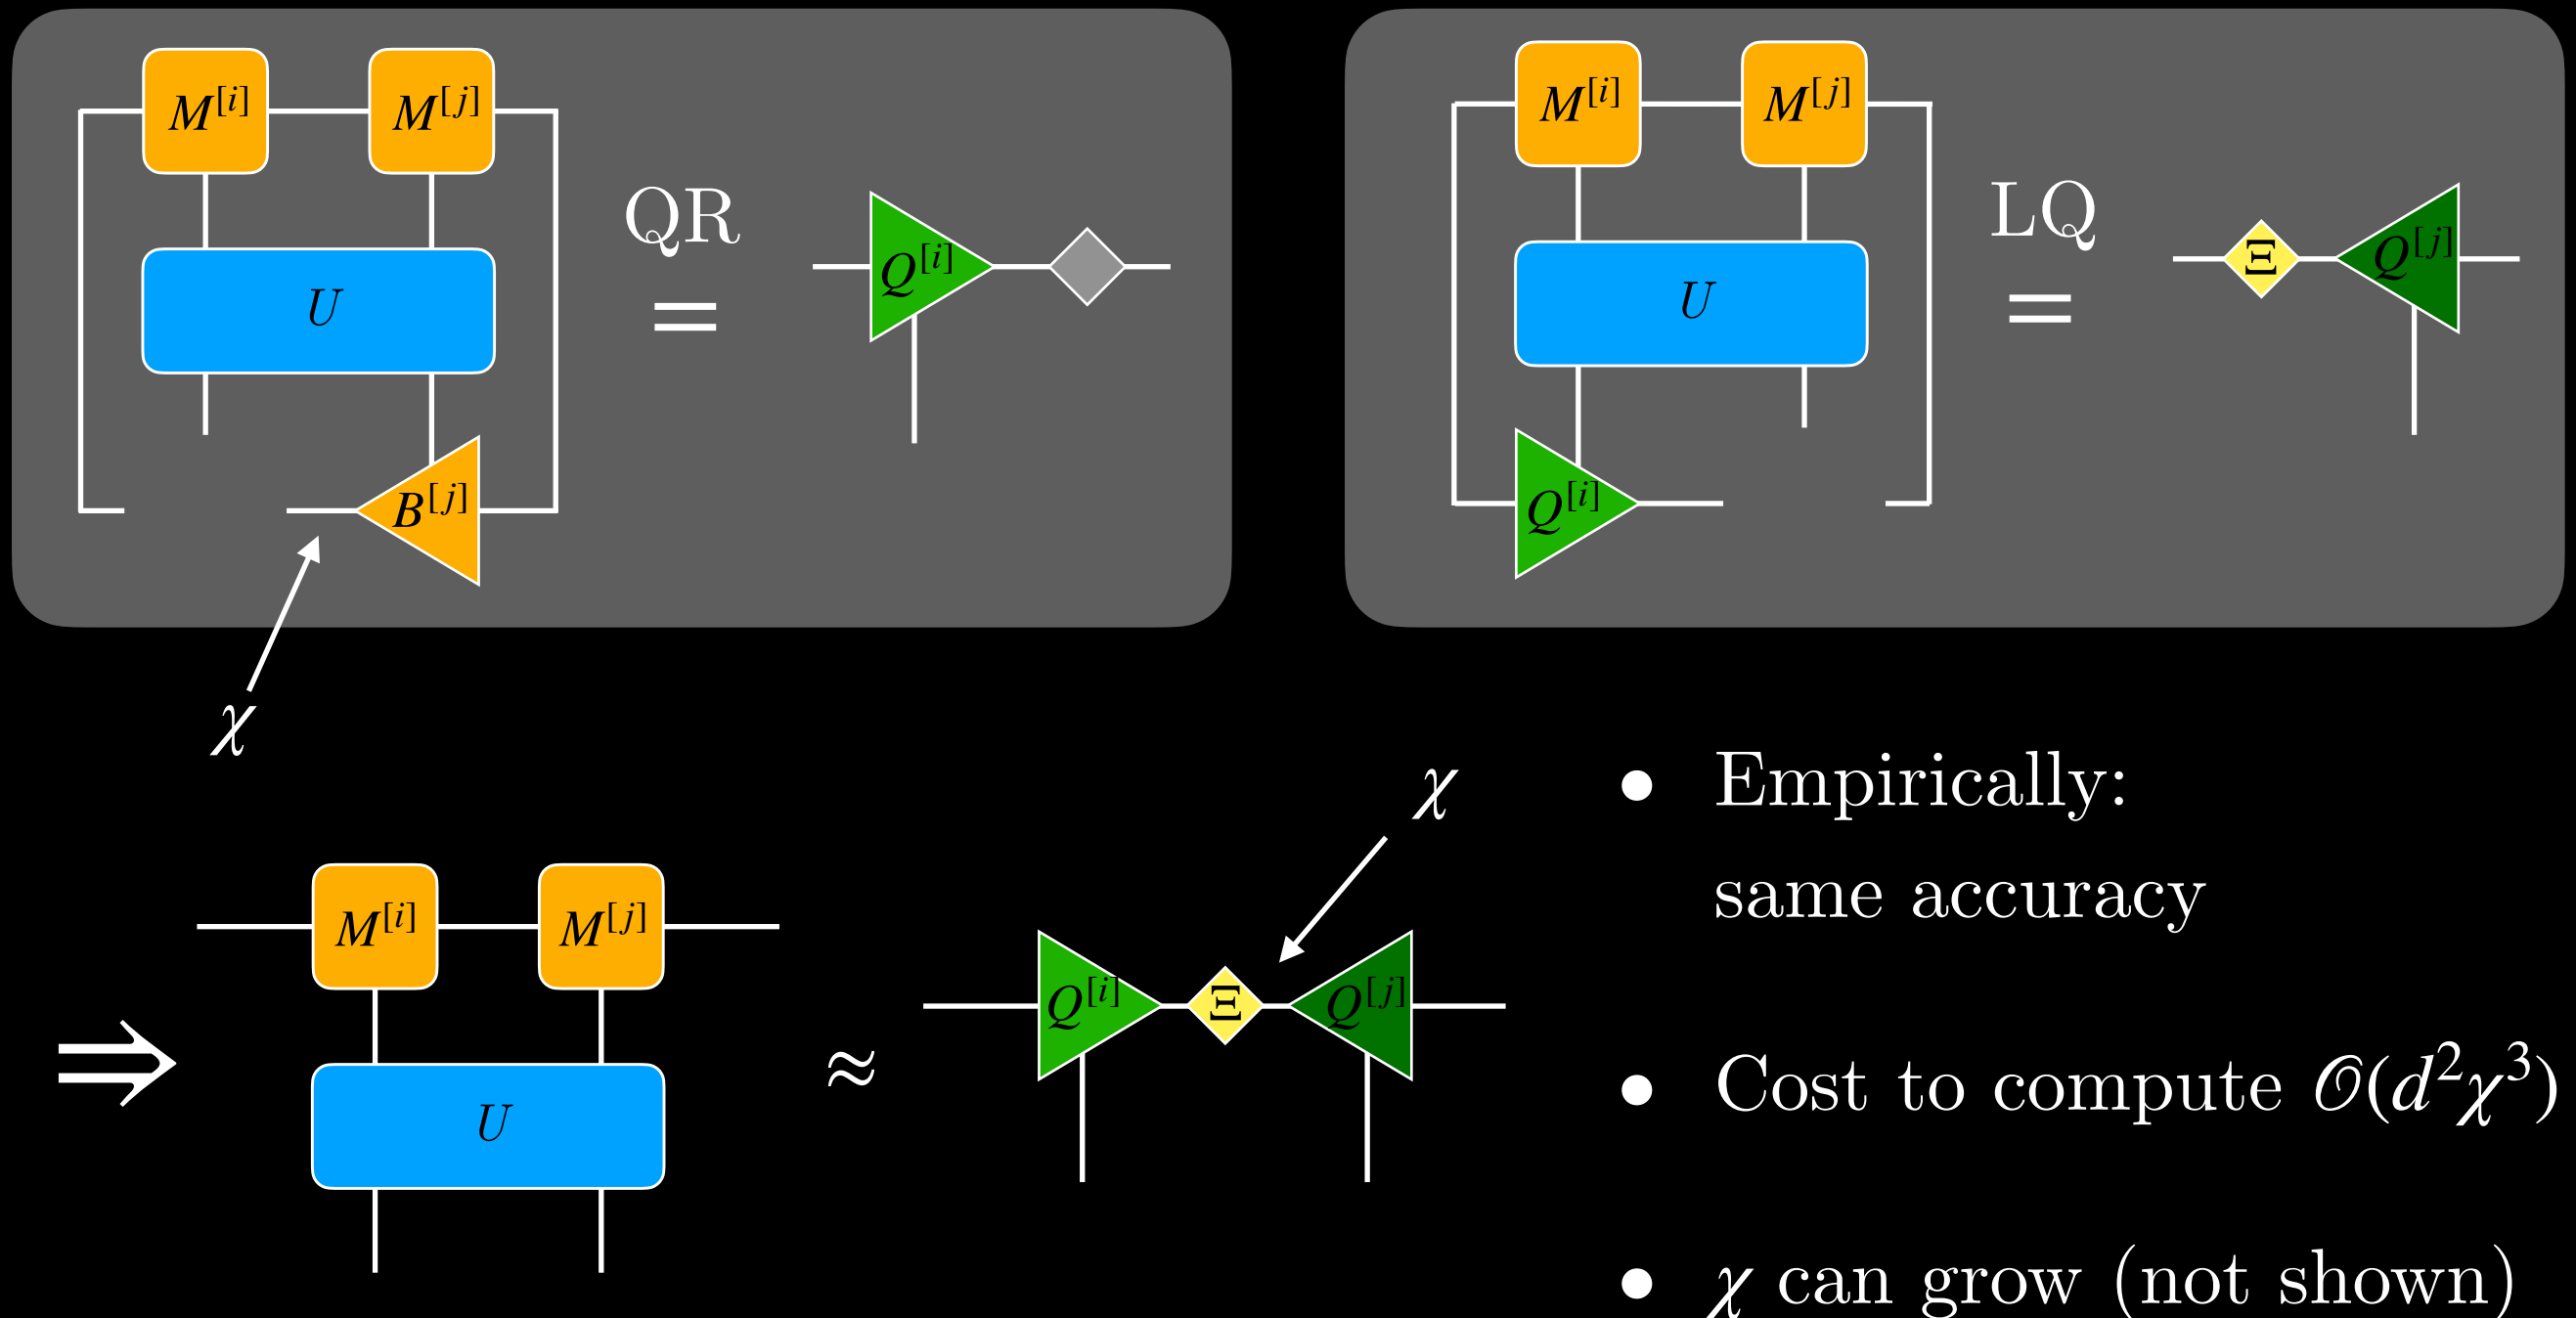 M^{[i]} M^{[j]}
U
B^{[j]}
QR
=
Q^{[i]}
χ
M^{[i]} M^{[j]}
U
Q^{[i]}
LQ
=
Ξ Q^{[j]}
⇒
M^{[i]} M^{[j]}
U
≈
Q^{[i]} Ξ Q^{[j]}
χ
• Empirically:
same accuracy
• Cost to compute 𝒪(d²χ³)
• χ can grow (not shown)